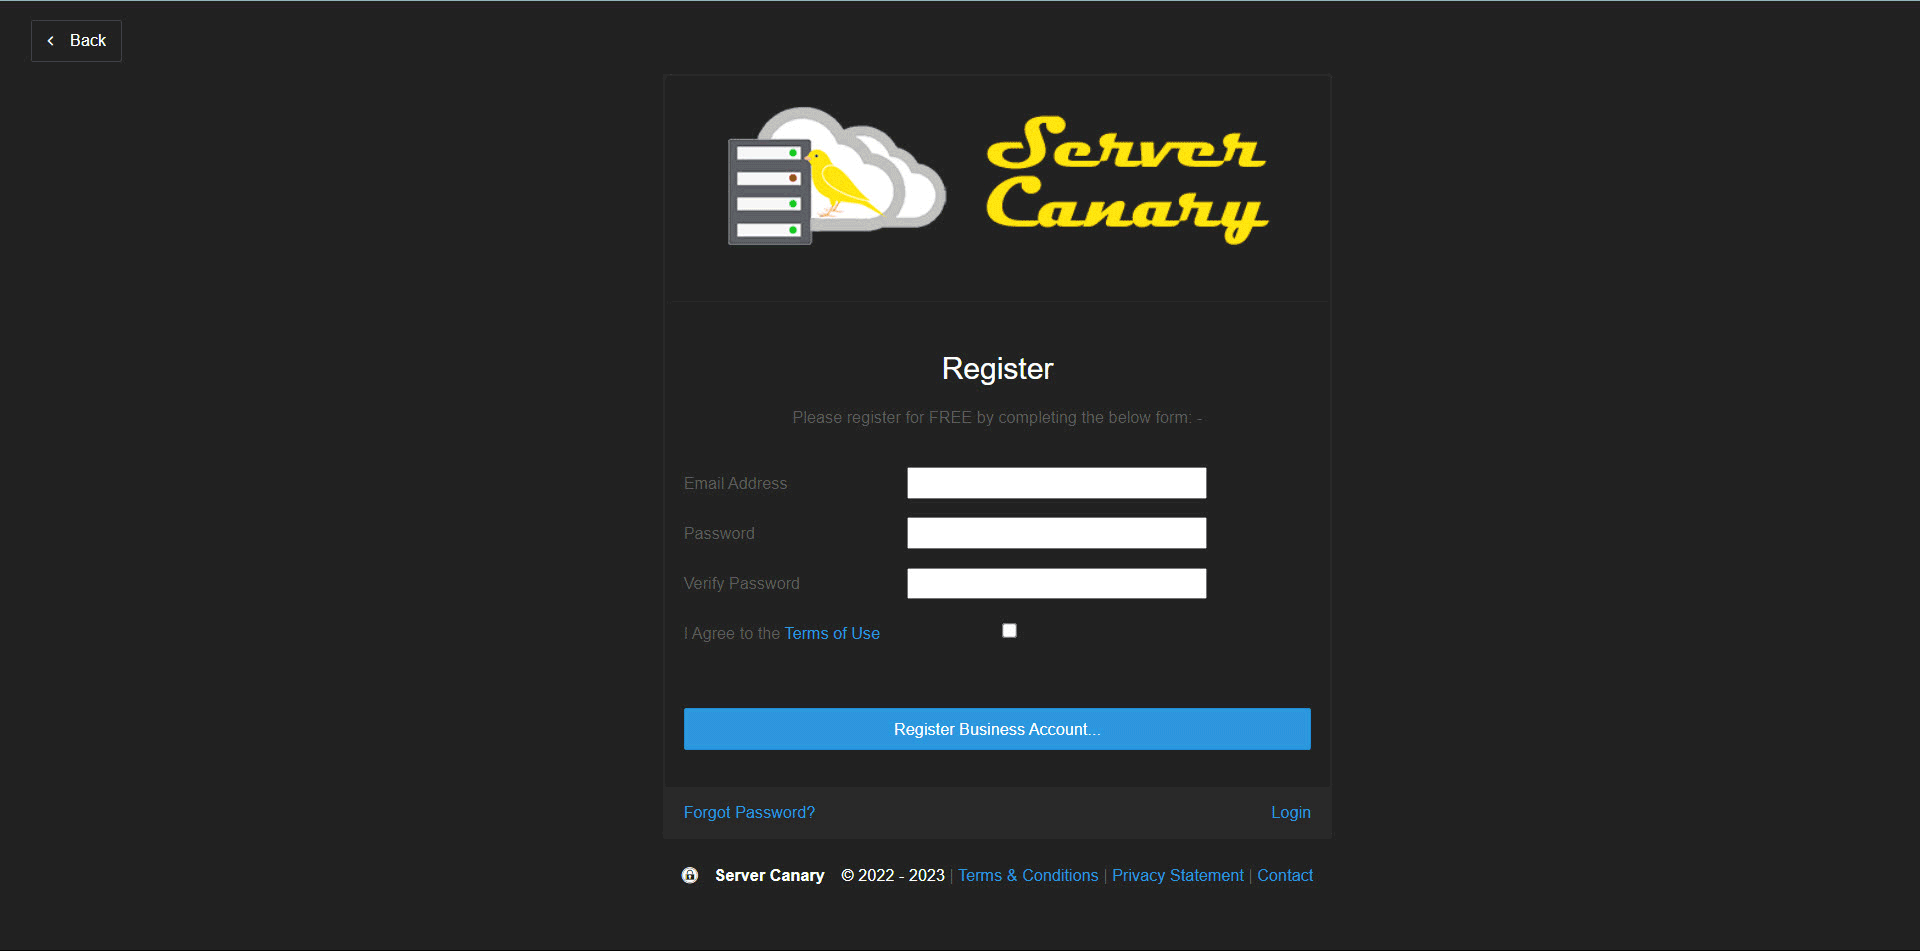 Back
Server
Canary
Register
Please register for FREE by completing the below form: -
Email Address
Password
Verify Password
I Agree to the Terms of Use
Register Business Account...
Forgot Password? Login
Server Canary © 2022 - 2023 | Terms & Conditions | Privacy Statement | Contact